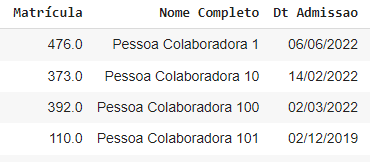 Matrícula Nome Completo Dt Admissao
476.0 Pessoa Colaboradora 1 06/06/2022
373.0 Pessoa Colaboradora 10 14/02/2022
392.0 Pessoa Colaboradora 100 02/03/2022
110.0 Pessoa Colaboradora 101 02/12/2019